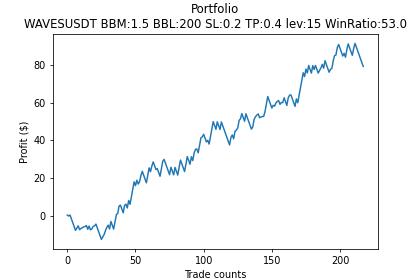 Portfolio
WAVESUSDT BBM:1.5 BBL:200 SL:0.2 TP:0.4 lev:15 WinRatio:53.0
80
60
40
20
0
Profit ($)
0 50 100 150 200
Trade counts